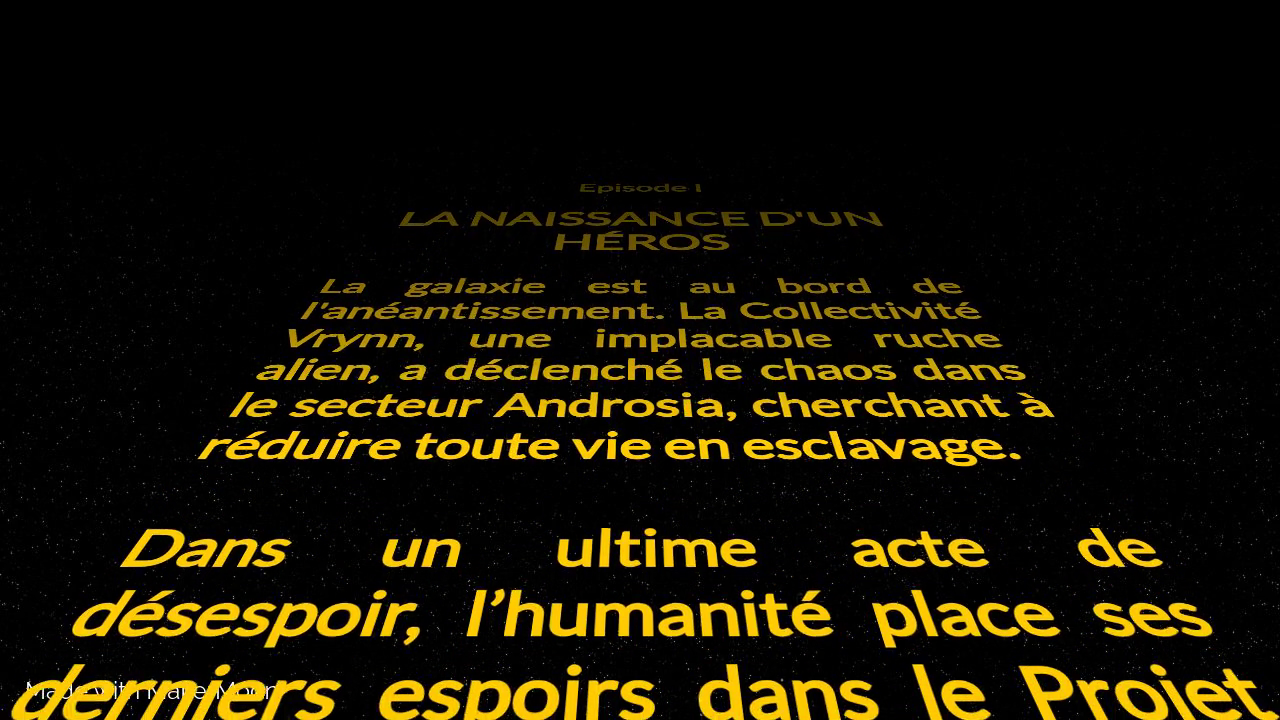 Episode I
LA NAISSANCE D'UN
HÉROS
La galaxie est au bord de
l'anéantissement. La Collectivité
Vrynn, une implacable ruche
alien, a déclenché le chaos dans
le secteur Androsia, cherchant à
réduire toute vie en esclavage.
Dans un ultime acte de
désespoir, l’humanité place ses
derniers espoirs dans le Projet
Made with